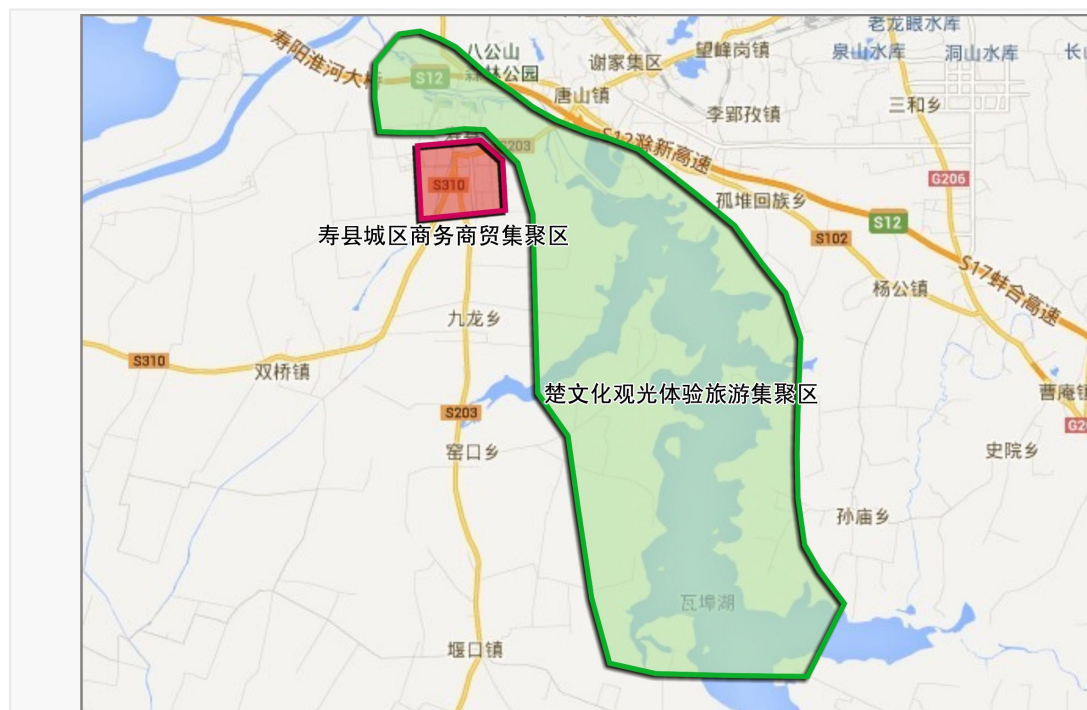 老龙眼水库
寿阳淮河大桥
八公山
森林公园
谢家集区
望峰岗镇
泉山水库
洞山水库
长山
S12
唐山镇
李郢孜镇
三和乡
S203
S12滁新高速
G206
S310
孤堆回族乡
S12
寿县城区商务商贸集聚区
S102
S17蚌合高速
杨公镇
九龙乡
S310
双桥镇
曹庵镇
楚文化观光体验旅游集聚区
S203
窑口乡
史院乡
孙庙乡
瓦埠湖
堰口镇